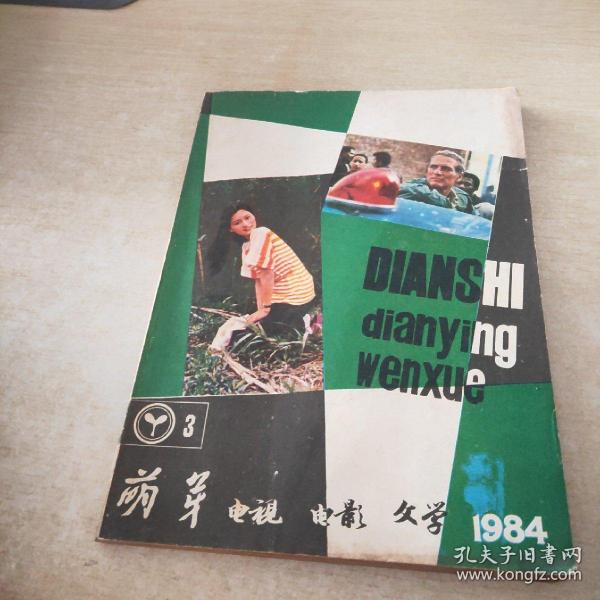 DIANSHI
dianying
wenxue
3
萌芽 电视 电影 文学
1984
孔夫子旧书网
www.kongfz.com